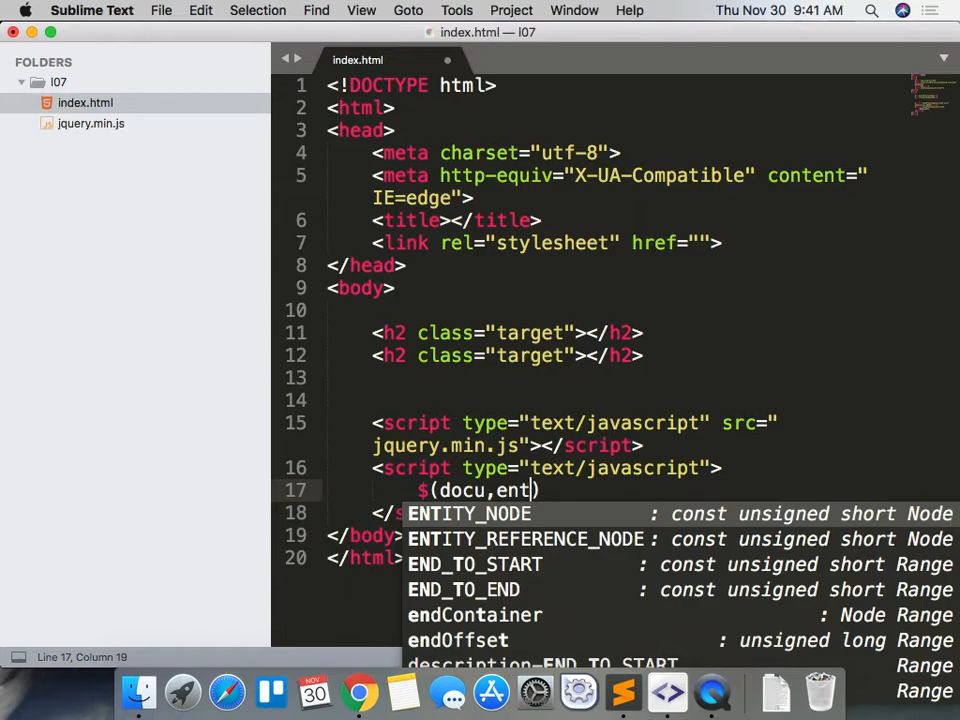 Sublime Text File Edit Selection Find View Goto Tools Project Window Help Thu Nov 30 9:41 AM
index.html — l07
FOLDERS
l07
index.html
jquery.min.js
index.html
1 <!DOCTYPE html>
2 <html>
3 <head>
4 <meta charset="utf-8">
5 <meta http-equiv="X-UA-Compatible" content="
IE=edge">
6 <title></title>
7 <link rel="stylesheet" href="">
8 </head>
9 <body>
10
11 <h2 class="target"></h2>
12 <h2 class="target"></h2>
13
14
15 <script type="text/javascript" src="
jquery.min.js"></script>
16 <script type="text/javascript">
17 $(docu,ent)
18 </s
19 </body>
20 </html>
ENTITY_NODE : const unsigned short Node
ENTITY_REFERENCE_NODE : const unsigned short Node
END_TO_START : const unsigned short Range
END_TO_END : const unsigned short Range
endContainer : Node Range
endOffset : unsigned long Range
description-END_TO_START Range
Range
Line 17, Column 19
NOV
30